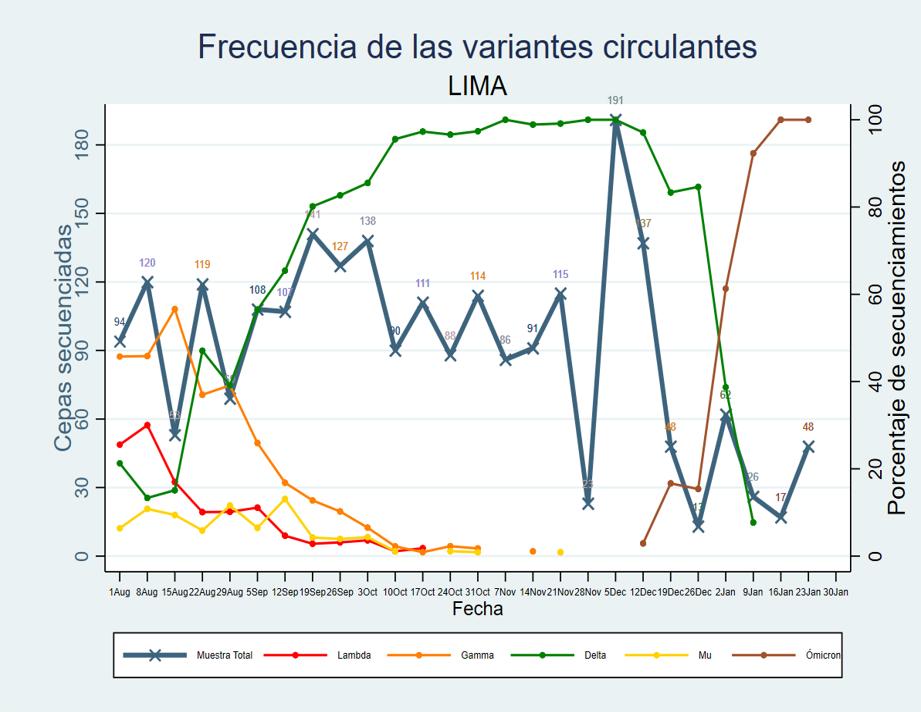 Frecuencia de las variantes circulantes
LIMA
Cepas secuenciadas
0 30 60 90 120 150 180
Porcentaje de secuenciamientos
0 20 40 60 80 100
94 120 53 119 108 107 141 127 138 90 111 88 114 86 91 115 23 191 137 48 13 62 26 17 48
1Aug 8Aug 15Aug 22Aug 29Aug 5Sep 12Sep 19Sep 26Sep 3Oct 10Oct 17Oct 24Oct 31Oct 7Nov 14Nov 21Nov 28Nov 5Dec 12Dec 19Dec 26Dec 2Jan 9Jan 16Jan 23Jan 30Jan
Fecha
Muestra Total Lambda Gamma Delta Mu Ómicron